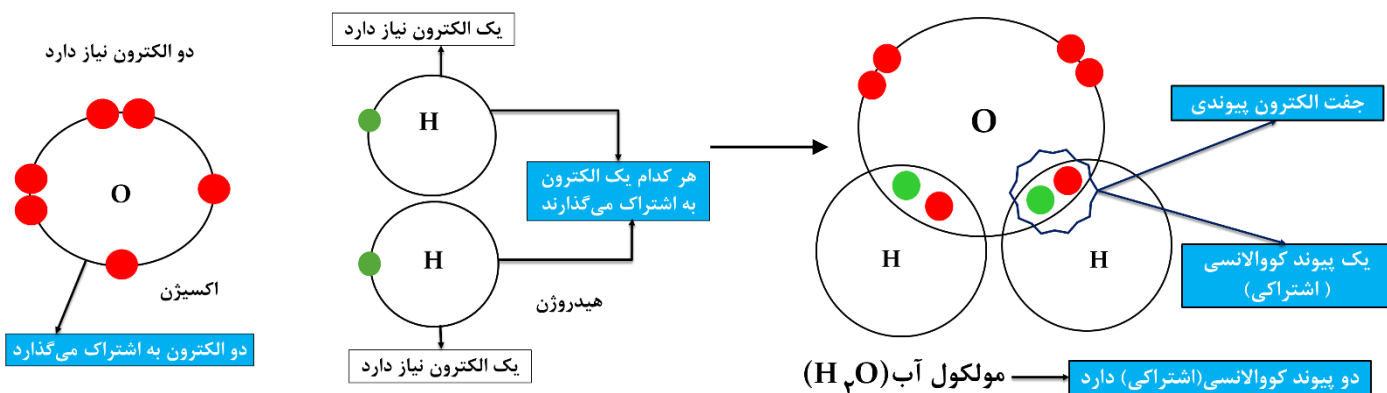 دو الکترون نیاز دارد
O
اکسیژن
دو الکترون به اشتراک می‌گذارد
یک الکترون نیاز دارد
H
هر کدام یک الکترون
به اشتراک می‌گذارند
H
هیدروژن
یک الکترون نیاز دارد
O
H
H
جفت الکترون پیوندی
یک پیوند کووالانسی
( اشتراکی)
مولکول آب(H₂O)
دو پیوند کووالانسی(اشتراکی) دارد